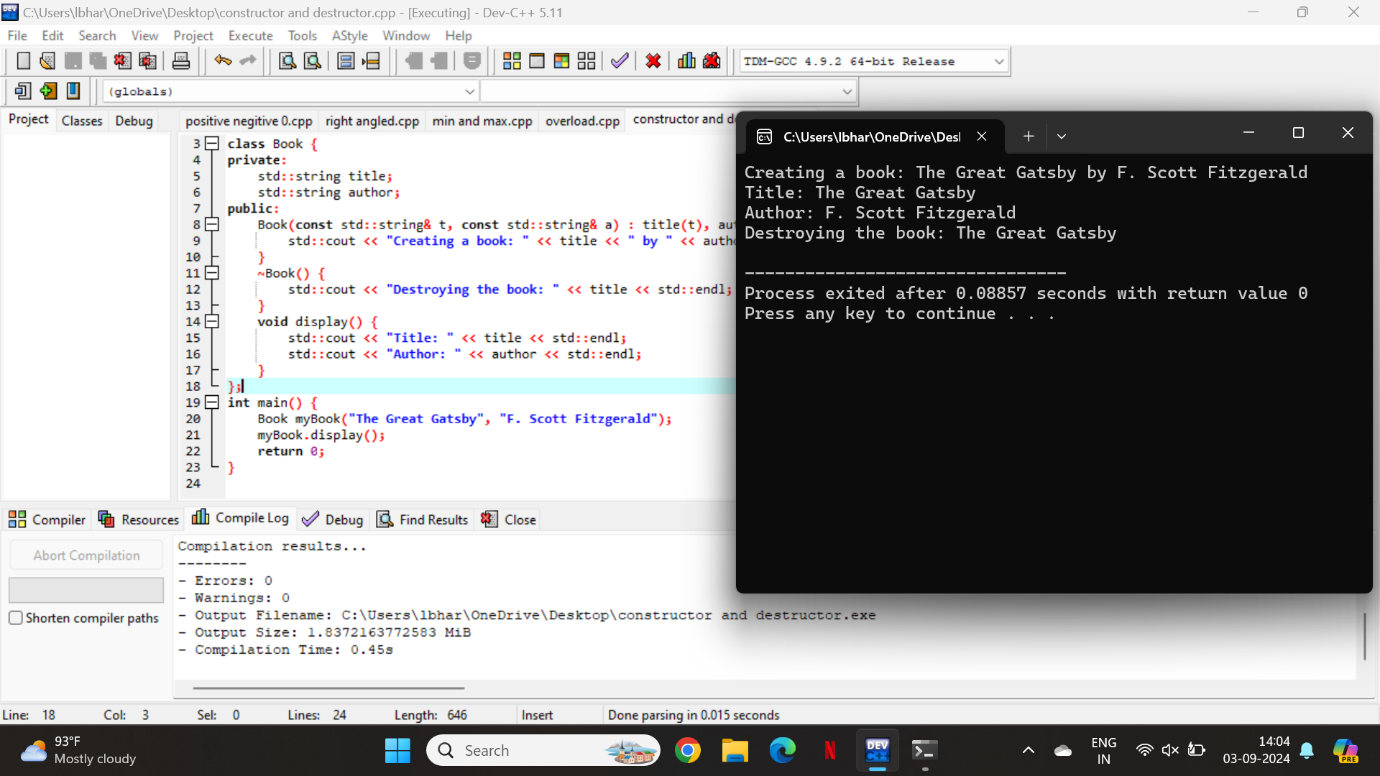 C:\Users\lbhar\OneDrive\Desktop\constructor and destructor.cpp - [Executing] - Dev-C++ 5.11
File Edit Search View Project Execute Tools AStyle Window Help
TDM-GCC 4.9.2 64-bit Release
(globals)
Project Classes Debug
positive negitive 0.cpp right angled.cpp min and max.cpp overload.cpp constructor and de
3 class Book {
4 private:
5 std::string title;
6 std::string author;
7 public:
8 Book(const std::string& t, const std::string& a) : title(t), au
9 std::cout << "Creating a book: " << title << " by " << autho
10 }
11 ~Book() {
12 std::cout << "Destroying the book: " << title << std::endl;
13 }
14 void display() {
15 std::cout << "Title: " << title << std::endl;
16 std::cout << "Author: " << author << std::endl;
17 }
18 };
19 int main() {
20 Book myBook("The Great Gatsby", "F. Scott Fitzgerald");
21 myBook.display();
22 return 0;
23 }
24
C:\Users\lbhar\OneDrive\Des
Creating a book: The Great Gatsby by F. Scott Fitzgerald
Title: The Great Gatsby
Author: F. Scott Fitzgerald
Destroying the book: The Great Gatsby
--------------------------------
Process exited after 0.08857 seconds with return value 0
Press any key to continue . . .
Compiler Resources Compile Log Debug Find Results Close
Abort Compilation
Shorten compiler paths
Compilation results...
--------
- Errors: 0
- Warnings: 0
- Output Filename: C:\Users\lbhar\OneDrive\Desktop\constructor and destructor.exe
- Output Size: 1.8372163772583 MiB
- Compilation Time: 0.45s
Line: 18 Col: 3 Sel: 0 Lines: 24 Length: 646 Insert Done parsing in 0.015 seconds
93°F
Mostly cloudy
Search
DEV
C++
ENG
IN
14:04
03-09-2024
PRE